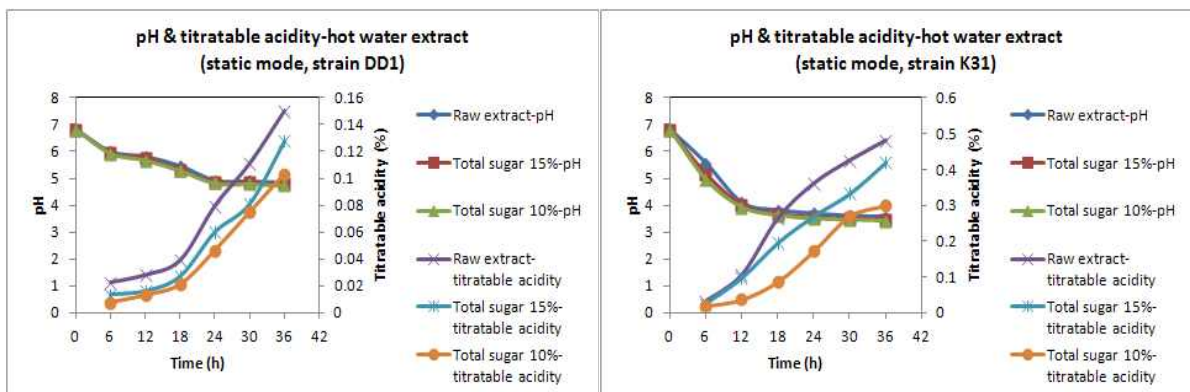 pH & titratable acidity-hot water extract
(static mode, strain DD1)
8
7
6
5
4
3
2
1
0
pH
0 6 12 18 24 30 36 42
Time (h)
0.16
0.14
0.12
0.1
0.08
0.06
0.04
0.02
0
Titratable acidity (%)
Raw extract-pH
Total sugar 15%-pH
Total sugar 10%-pH
Raw extract-
titratable acidity
Total sugar 15%-
titratable acidity
Total sugar 10%-
titratable acidity
pH & titratable acidity-hot water extract
(static mode, strain K31)
8
7
6
5
4
3
2
1
0
pH
0 6 12 18 24 30 36 42
Time (h)
0.6
0.5
0.4
0.3
0.2
0.1
0
Titratable acidity (%)
Raw extract-pH
Total sugar 15%-pH
Total sugar 10%-pH
Raw extract-
titratable acidity
Total sugar 15%-
titratable acidity
Total sugar 10%-
titratable acidity